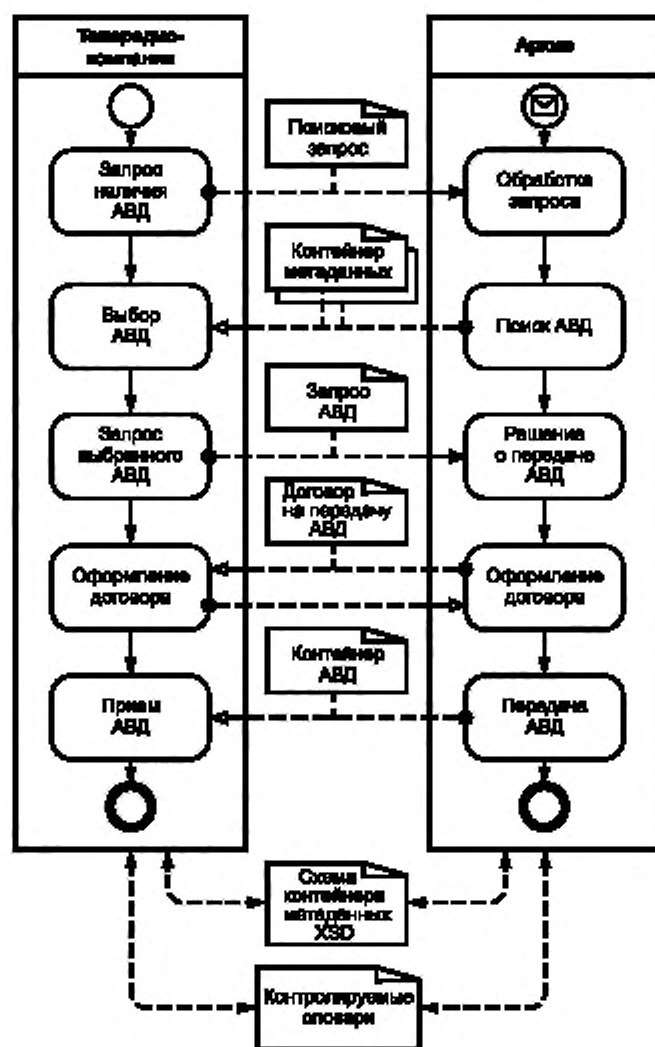 Телерадио-
компания
Архив
Поисковый
запрос
Запрос
наличия
АВД
Обработка
запроса
Контейнер
метаданных
Выбор
АВД
Поиск АВД
Запрос
АВД
Запрос
выбранного
АВД
Решение
о передаче
АВД
Договор
на передачу
АВД
Оформление
договора
Оформление
договора
Контейнер
АВД
Прием
АВД
Передача
АВД
Схема
контейнера
метаданных
XSD
Контролируемые
словари